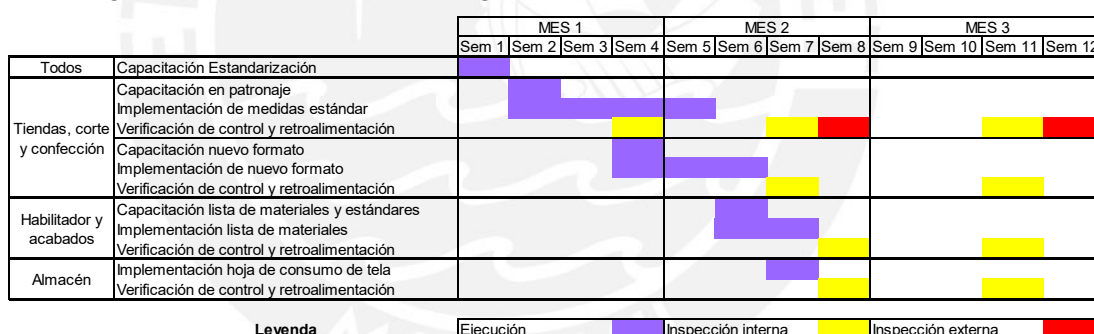 MES 1 MES 2 MES 3
Sem 1 Sem 2 Sem 3 Sem 4 Sem 5 Sem 6 Sem 7 Sem 8 Sem 9 Sem 10 Sem 11 Sem 12
Todos Capacitación Estandarización
Capacitación en patronaje
Implementación de medidas estándar
Tiendas, corte Verificación de control y retroalimentación
y confección Capacitación nuevo formato
Implementación de nuevo formato
Verificación de control y retroalimentación
Capacitación lista de materiales y estándares
Habilitador y
acabados
Implementación lista de materiales
Verificación de control y retroalimentación
Implementación hoja de consumo de tela
Almacén
Verificación de control y retroalimentación
Leyenda Ejecución Inspección interna Inspección externa